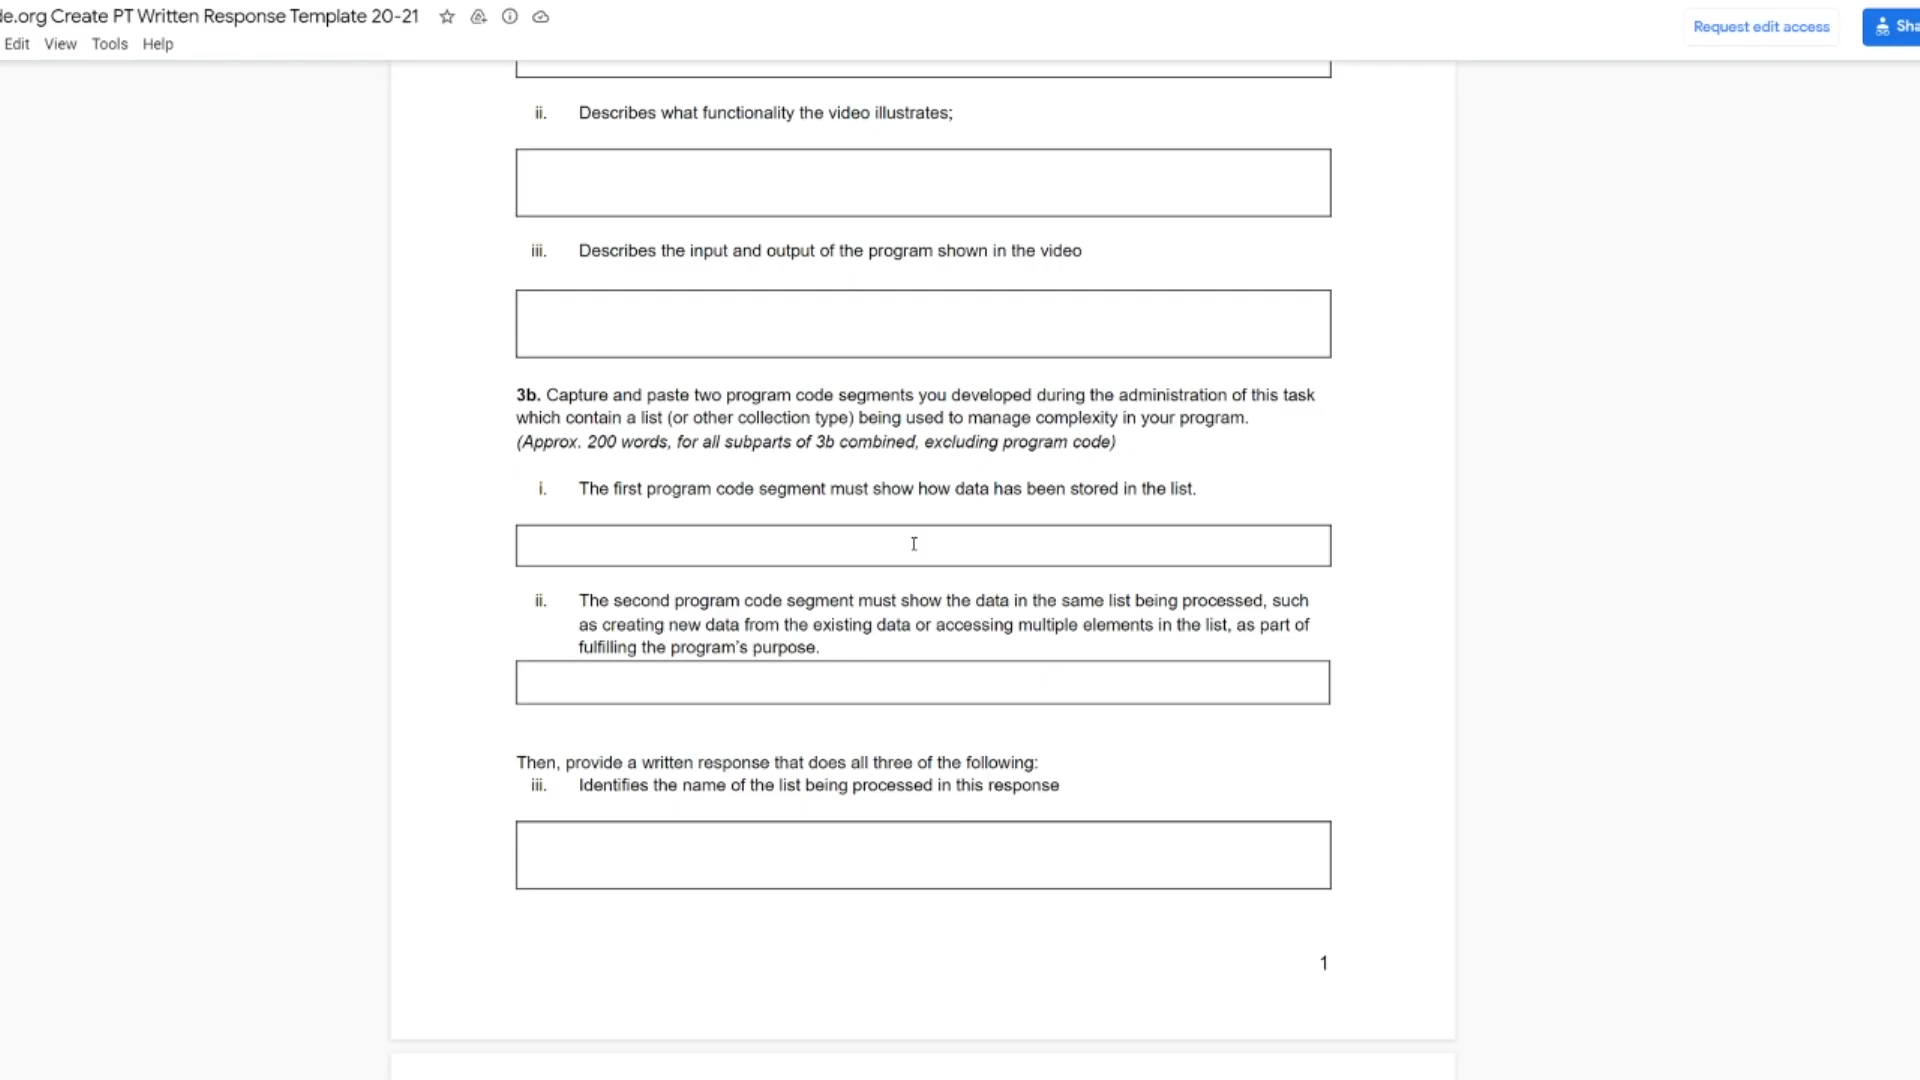 de.org Create PT Written Response Template 20-21
Edit View Tools Help
Request edit access
Sha
ii. Describes what functionality the video illustrates;
iii. Describes the input and output of the program shown in the video
3b. Capture and paste two program code segments you developed during the administration of this task
which contain a list (or other collection type) being used to manage complexity in your program.
(Approx. 200 words, for all subparts of 3b combined, excluding program code)
i. The first program code segment must show how data has been stored in the list.
ii. The second program code segment must show the data in the same list being processed, such
as creating new data from the existing data or accessing multiple elements in the list, as part of
fulfilling the program's purpose.
Then, provide a written response that does all three of the following:
iii. Identifies the name of the list being processed in this response
1